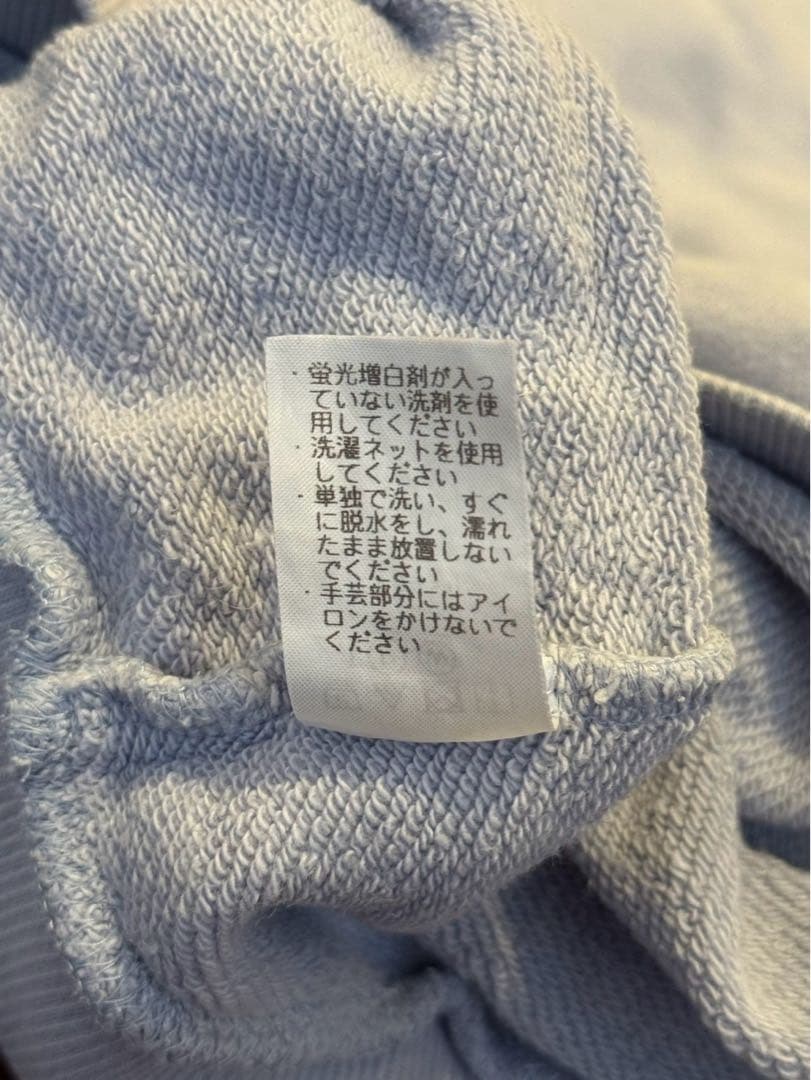 ・蛍光増白剤が入っ
ていない洗剤を使
用してください
・洗濯ネットを使用
してください
・単独で洗い、すぐ
に脱水をし、濡れ
たまま放置しない
でください
・手芸部分にはアイ
ロンをかけないで
ください